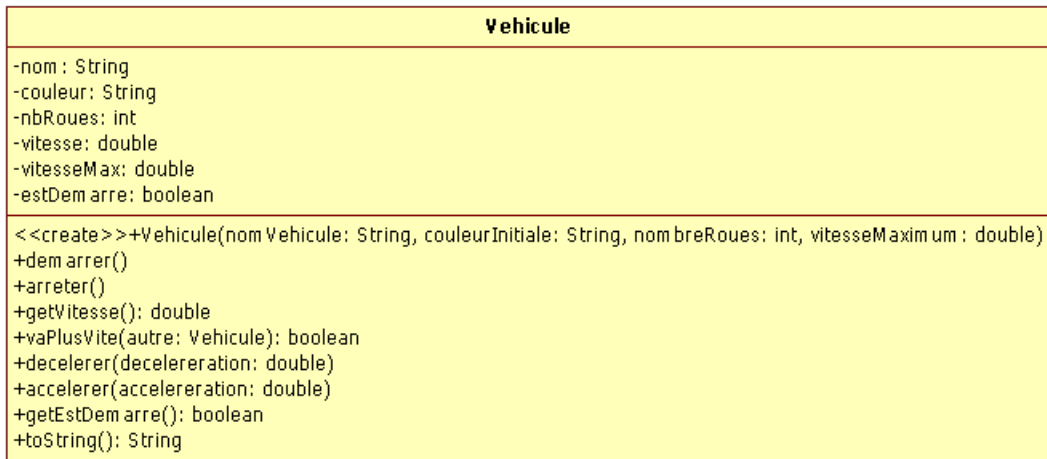 Vehicule
-nom: String
-couleur: String
-nbRoues: int
-vitesse: double
-vitesseMax: double
-estDemarre: boolean
<<create>>+Vehicule(nomVehicule: String, couleurInitiale: String, nombreRoues: int, vitesseMaximum: double)
+demarrer()
+arreter()
+getVitesse(): double
+vaPlusVite(autre: Vehicule): boolean
+decelerer(decelereration: double)
+accelerer(accelereration: double)
+getEstDemarre(): boolean
+toString(): String